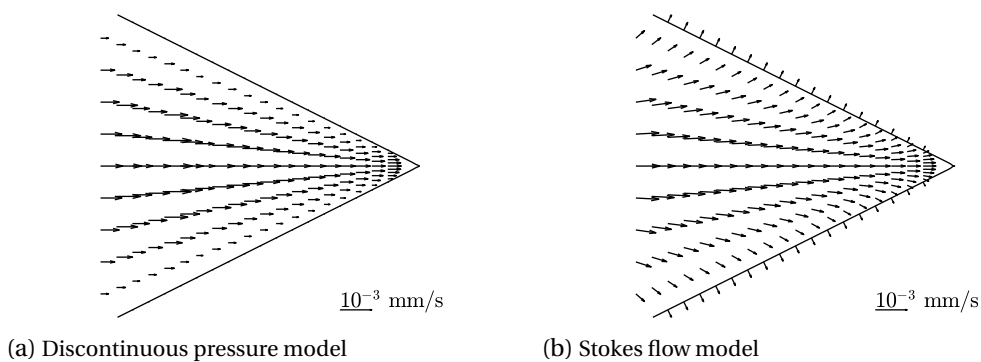 10⁻³ mm/s
10⁻³ mm/s
(a) Discontinuous pressure model
(b) Stokes flow model